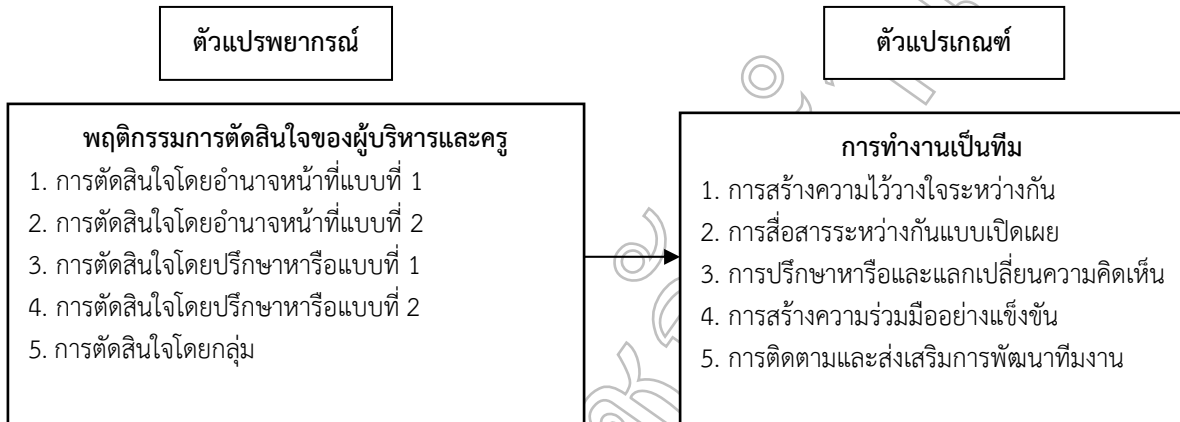 ตัวแปรพยากรณ์
ตัวแปรเกณฑ์
พฤติกรรมการตัดสินใจของผู้บริหารและครู
1. การตัดสินใจโดยอำนาจหน้าที่แบบที่ 1
2. การตัดสินใจโดยอำนาจหน้าที่แบบที่ 2
3. การตัดสินใจโดยปรึกษาหารือแบบที่ 1
4. การตัดสินใจโดยปรึกษาหารือแบบที่ 2
5. การตัดสินใจโดยกลุ่ม
การทำงานเป็นทีม
1. การสร้างความไว้วางใจระหว่างกัน
2. การสื่อสารระหว่างกันแบบเปิดเผย
3. การปรึกษาหารือและแลกเปลี่ยนความคิดเห็น
4. การสร้างความร่วมมืออย่างแข็งขัน
5. การติดตามและส่งเสริมการพัฒนาทีมงาน